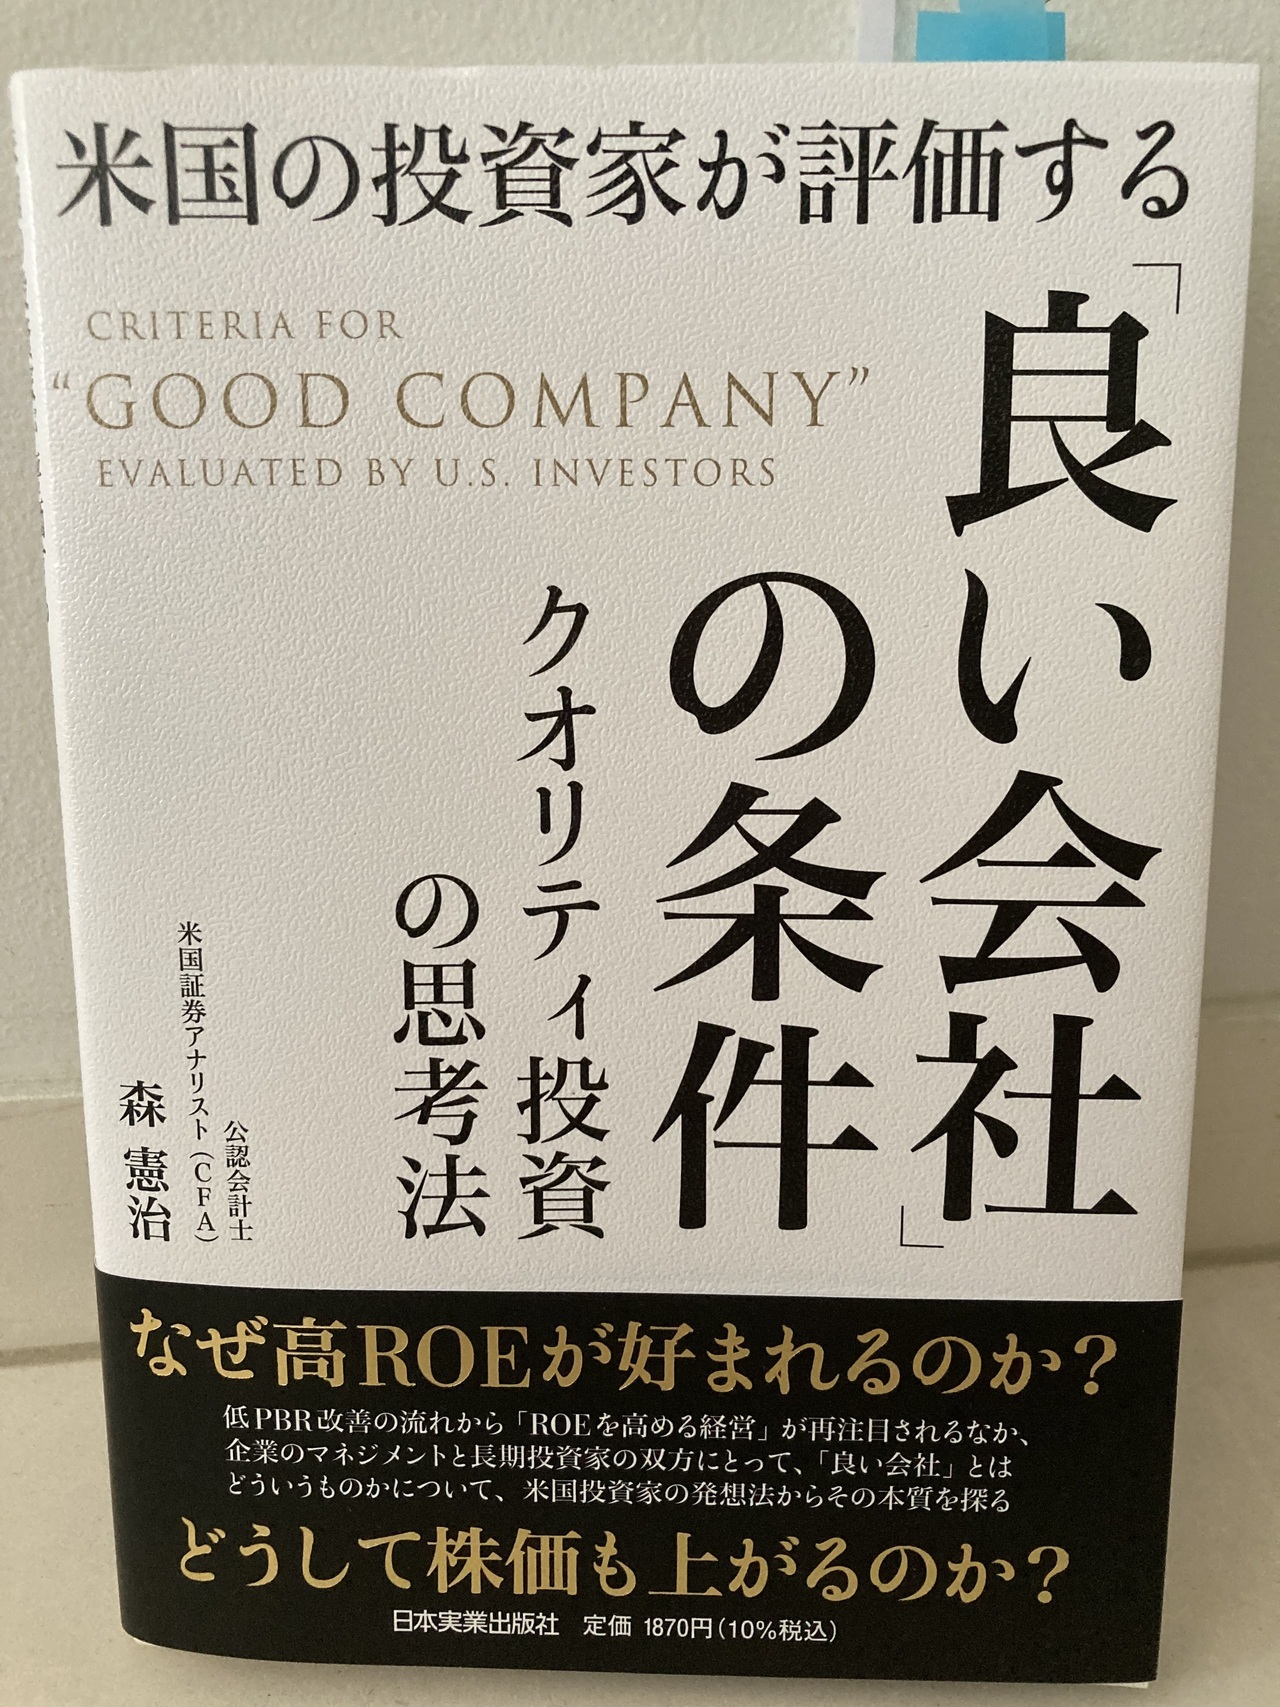 米国の投資家が評価する
「良い会社」
の条件
CRITERIA FOR
“GOOD COMPANY”
EVALUATED BY U.S. INVESTORS
クオリティ投資
の思考法
公認会計士
米国証券アナリスト（CFA）
森 憲治
なぜ高ROEが好まれるのか？
低PBR改善の流れから「ROEを高める経営」が再注目されるなか、
企業のマネジメントと長期投資家の双方にとって、「良い会社」とは
どういうものかについて、米国投資家の発想法からその本質を探る
どうして株価も上がるのか？
日本実業出版社 定価 1870円（10％税込）